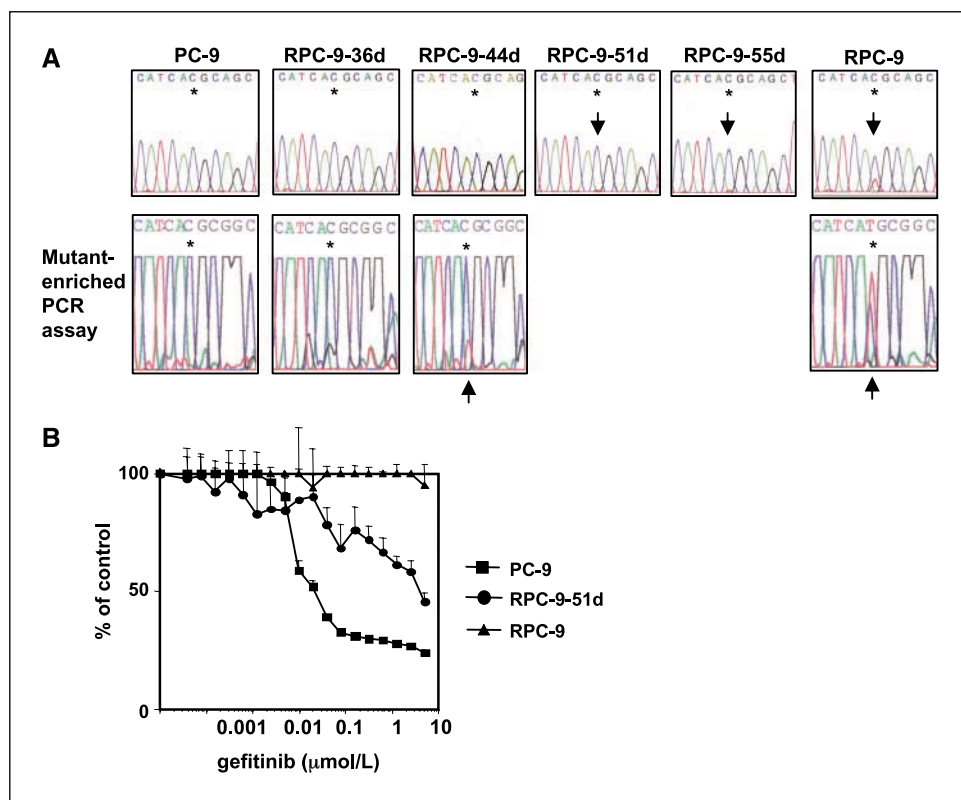 A
PC-9 RPC-9-36d RPC-9-44d RPC-9-51d RPC-9-55d RPC-9
CATCACGCAGC CATCACGCAGC CATCACGCAG CATCACGCAGC CATCACGCAGCT CATCACGCAGC
* * * * * *
CATCACGCGGC CATCACGCGGC CATCACGCGGC CATCATGCGGC
* * * *
Mutant-
enriched
PCR
assay
B
100
50
0
% of control
0.001 0.01 0.1 1 10
gefitinib (μmol/L)
PC-9
RPC-9-51d
RPC-9